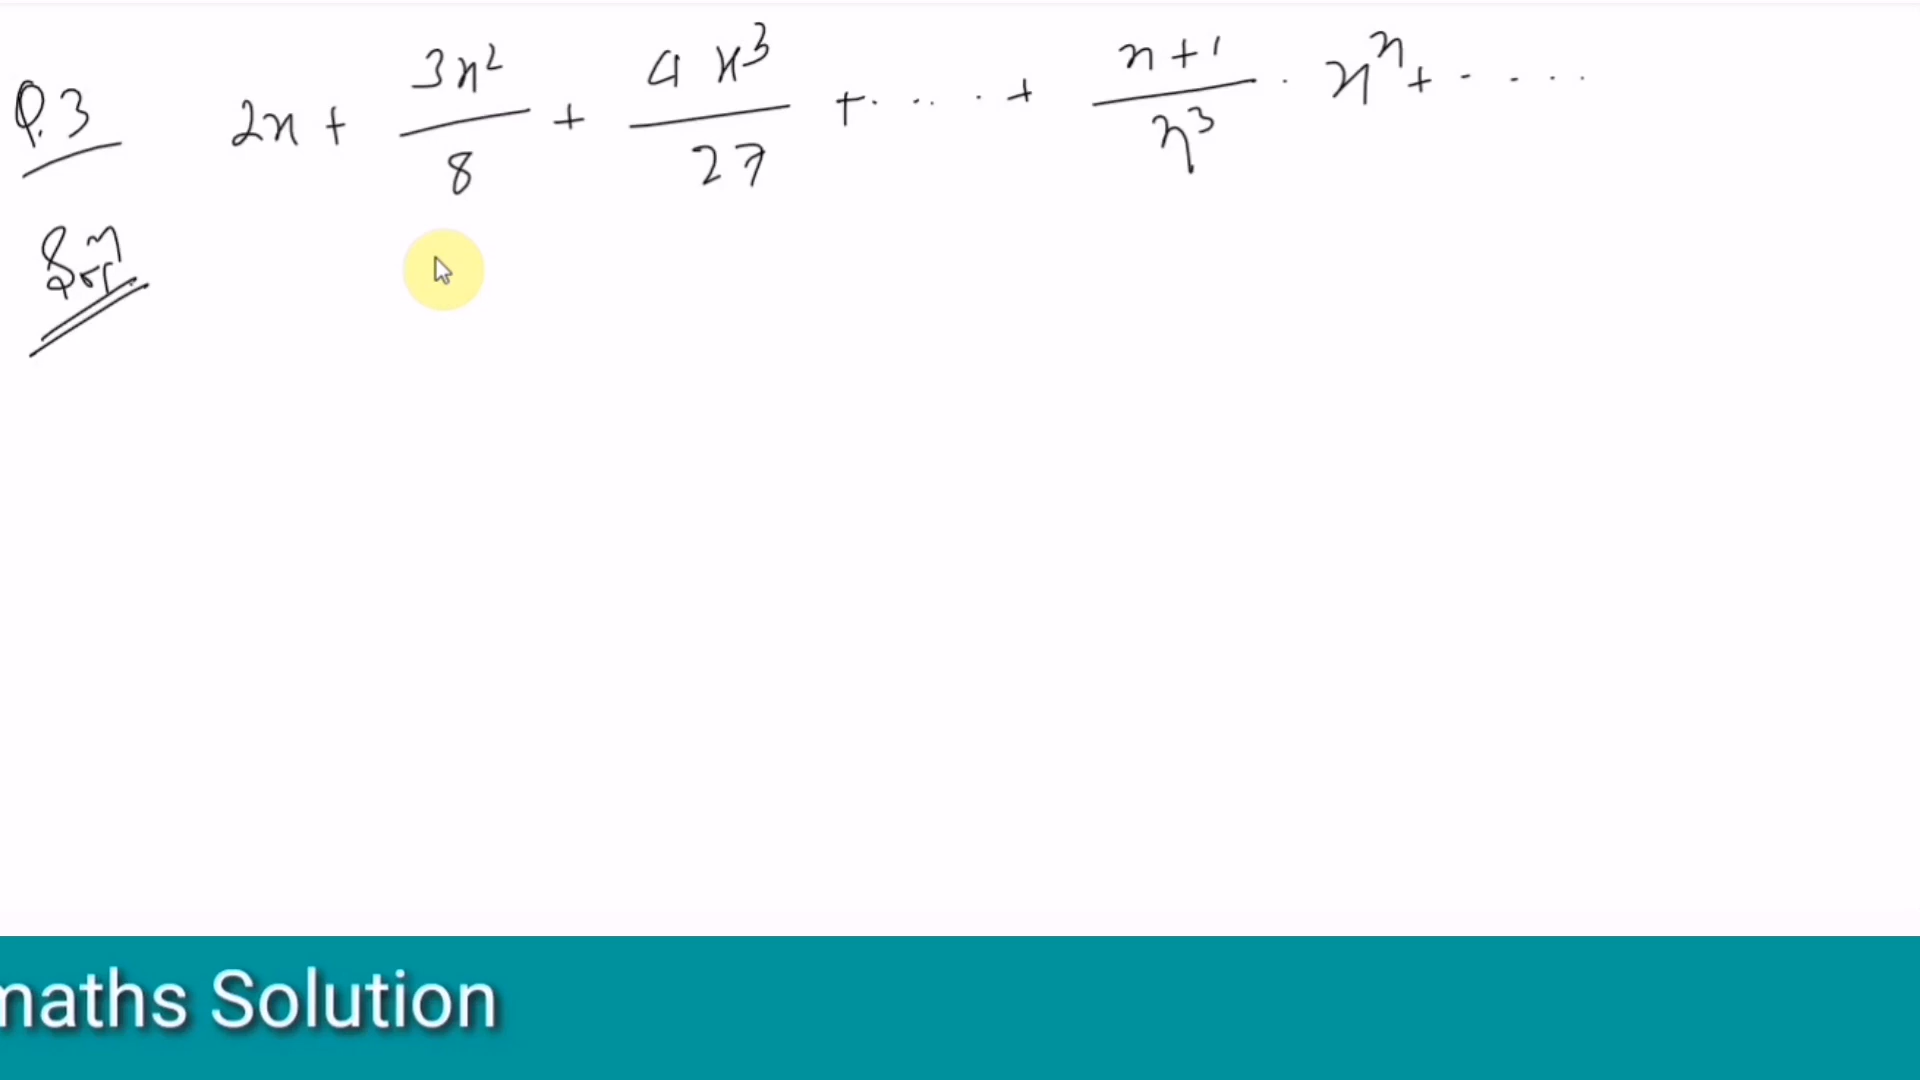 Q.3 2x + 3x²/8 + 4x³/27 + ..... + n+1/n³ · xⁿ + .....
Solⁿ
maths Solution